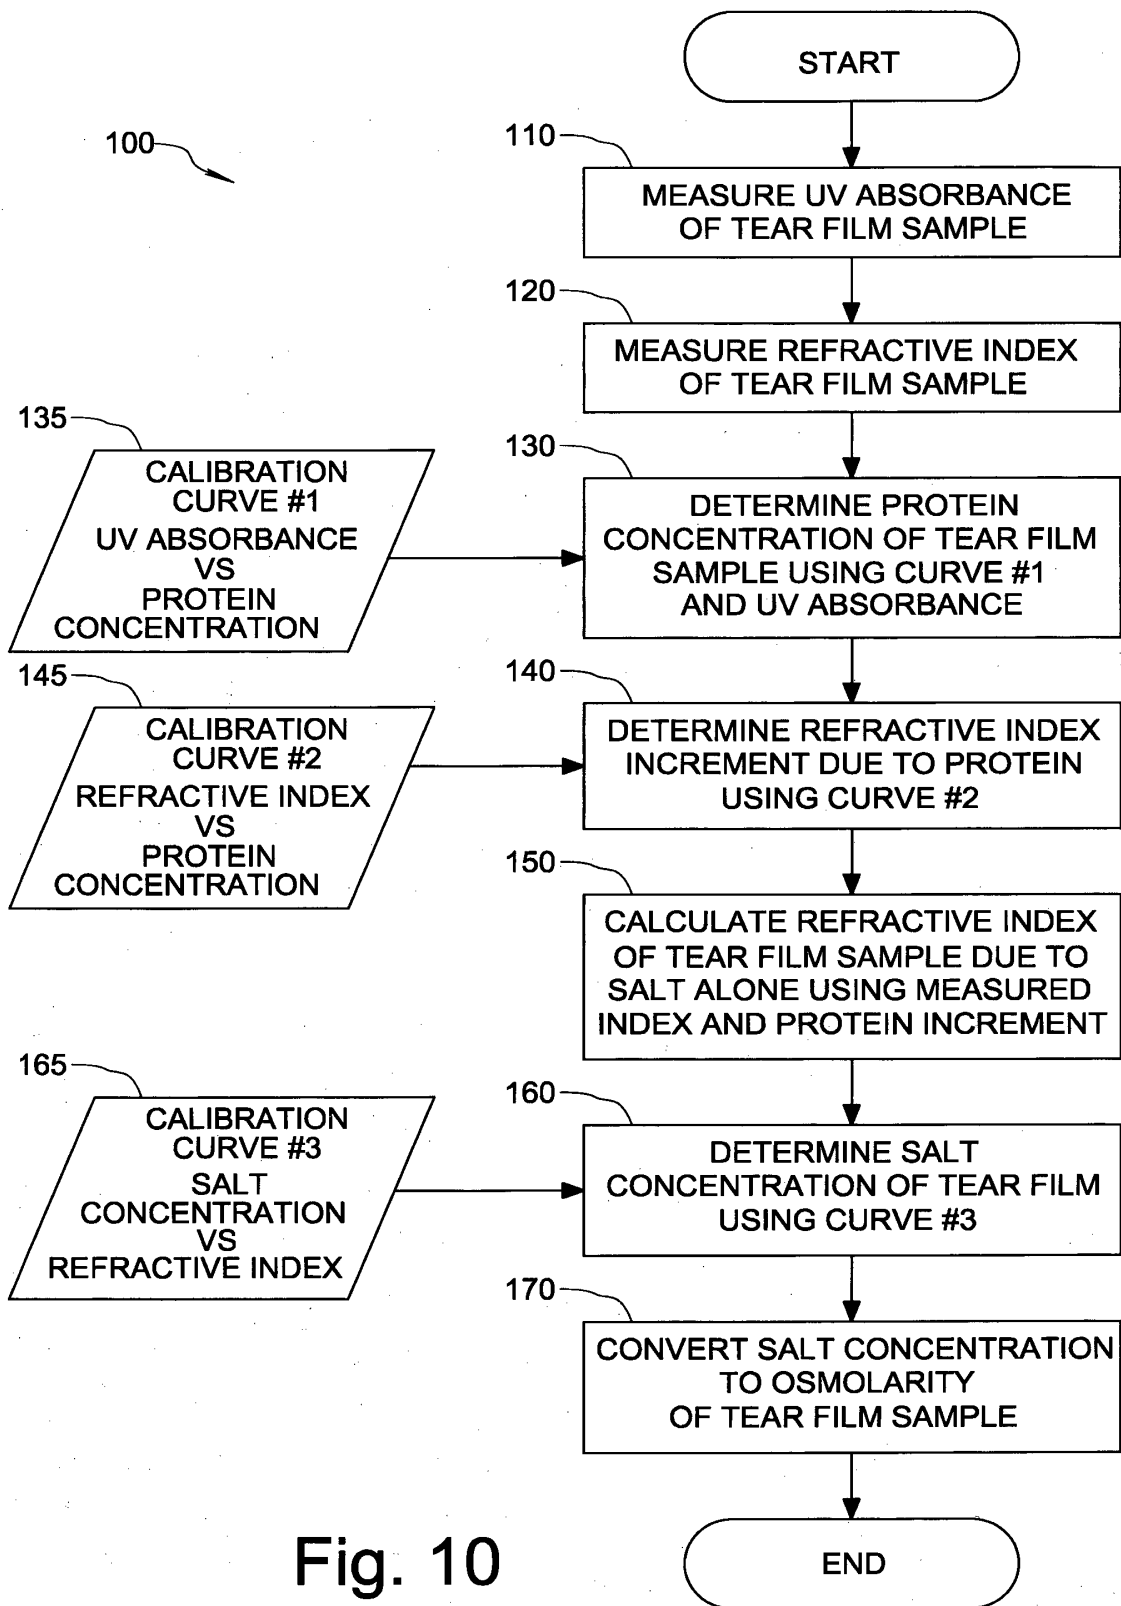 START
100
110
MEASURE UV ABSORBANCE
OF TEAR FILM SAMPLE
120
MEASURE REFRACTIVE INDEX
OF TEAR FILM SAMPLE
135
CALIBRATION
CURVE #1
UV ABSORBANCE
VS
PROTEIN
CONCENTRATION
130
DETERMINE PROTEIN
CONCENTRATION OF TEAR FILM
SAMPLE USING CURVE #1
AND UV ABSORBANCE
145
CALIBRATION
CURVE #2
REFRACTIVE INDEX
VS
PROTEIN
CONCENTRATION
140
DETERMINE REFRACTIVE INDEX
INCREMENT DUE TO PROTEIN
USING CURVE #2
150
CALCULATE REFRACTIVE INDEX
OF TEAR FILM SAMPLE DUE TO
SALT ALONE USING MEASURED
INDEX AND PROTEIN INCREMENT
165
CALIBRATION
CURVE #3
SALT
CONCENTRATION
VS
REFRACTIVE INDEX
160
DETERMINE SALT
CONCENTRATION OF TEAR FILM
USING CURVE #3
170
CONVERT SALT CONCENTRATION
TO OSMOLARITY
OF TEAR FILM SAMPLE
END
Fig. 10